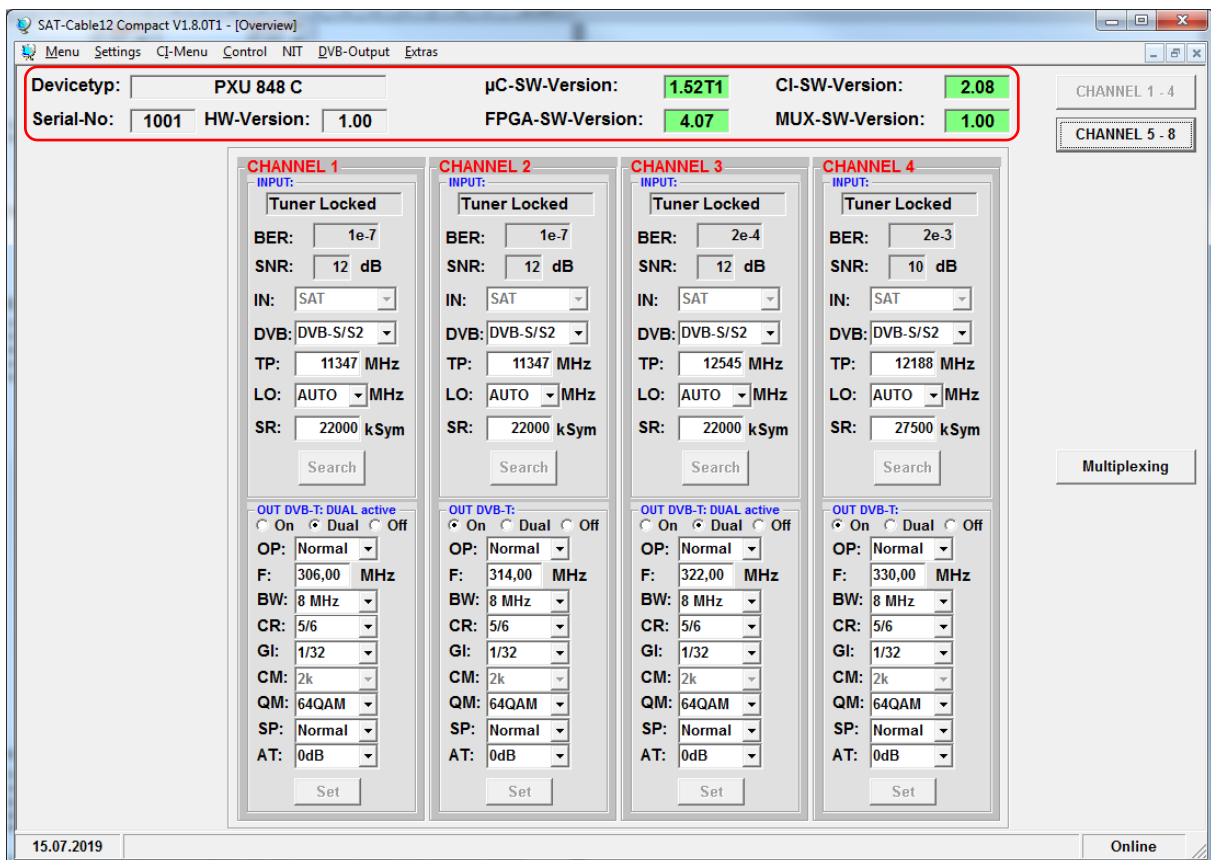 SAT-Cable12 Compact V1.8.0T1 - [Overview]
Menu Settings CI-Menu Control NIT DVB-Output Extras
Devicetyp: PXU 848 C µC-SW-Version: 1.52T1 CI-SW-Version: 2.08 CHANNEL 1 - 4
Serial-No: 1001 HW-Version: 1.00 FPGA-SW-Version: 4.07 MUX-SW-Version: 1.00 CHANNEL 5 - 8
CHANNEL 1 CHANNEL 2 CHANNEL 3 CHANNEL 4
INPUT: INPUT: INPUT: INPUT:
Tuner Locked Tuner Locked Tuner Locked Tuner Locked
BER: 1e-7 BER: 1e-7 BER: 2e-4 BER: 2e-3
SNR: 12 dB SNR: 12 dB SNR: 12 dB SNR: 10 dB
IN: SAT IN: SAT IN: SAT IN: SAT
DVB: DVB-S/S2 DVB: DVB-S/S2 DVB: DVB-S/S2 DVB: DVB-S/S2
TP: 11347 MHz TP: 11347 MHz TP: 12545 MHz TP: 12188 MHz
LO: AUTO MHz LO: AUTO MHz LO: AUTO MHz LO: AUTO MHz
SR: 22000 kSym SR: 22000 kSym SR: 22000 kSym SR: 27500 kSym
Search Search Search Search Multiplexing
OUT DVB-T: DUAL active OUT DVB-T: OUT DVB-T: DUAL active OUT DVB-T:
On Dual Off On Dual Off On Dual Off On Dual Off
OP: Normal OP: Normal OP: Normal OP: Normal
F: 306,00 MHz F: 314,00 MHz F: 322,00 MHz F: 330,00 MHz
BW: 8 MHz BW: 8 MHz BW: 8 MHz BW: 8 MHz
CR: 5/6 CR: 5/6 CR: 5/6 CR: 5/6
GI: 1/32 GI: 1/32 GI: 1/32 GI: 1/32
CM: 2k CM: 2k CM: 2k CM: 2k
QM: 64QAM QM: 64QAM QM: 64QAM QM: 64QAM
SP: Normal SP: Normal SP: Normal SP: Normal
AT: 0dB AT: 0dB AT: 0dB AT: 0dB
Set Set Set Set
15.07.2019 Online